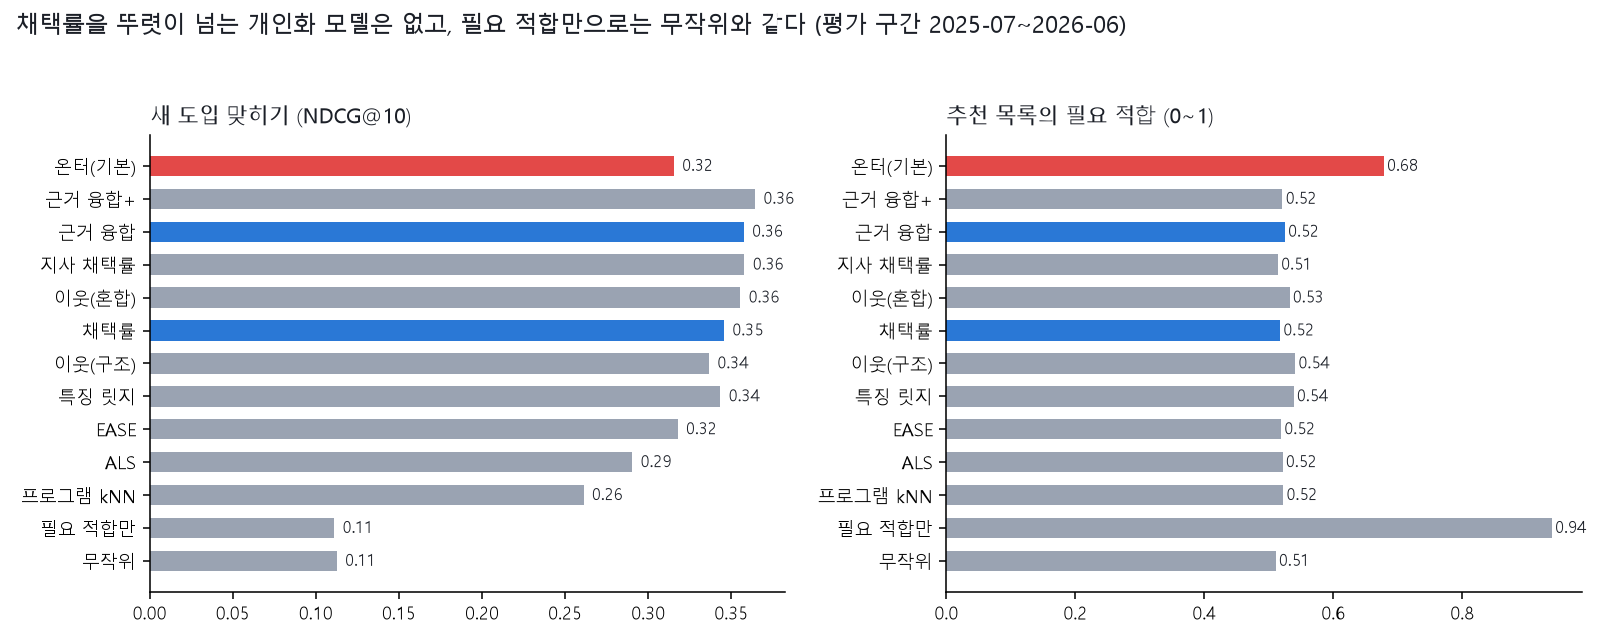 채택률을 뚜렷이 넘는 개인화 모델은 없고, 필요 적합만으로는 무작위와 같다 (평가 구간 2025-07~2026-06)
새 도입 맞히기 (NDCG@10)
온터(기본) 0.32
근거 융합+ 0.36
근거 융합 0.36
지사 채택률 0.36
이웃(혼합) 0.36
채택률 0.35
이웃(구조) 0.34
특징 릿지 0.34
EASE 0.32
ALS 0.29
프로그램 kNN 0.26
필요 적합만 0.11
무작위 0.11
0.00 0.05 0.10 0.15 0.20 0.25 0.30 0.35
추천 목록의 필요 적합 (0~1)
온터(기본) 0.68
근거 융합+ 0.52
근거 융합 0.52
지사 채택률 0.51
이웃(혼합) 0.53
채택률 0.52
이웃(구조) 0.54
특징 릿지 0.54
EASE 0.52
ALS 0.52
프로그램 kNN 0.52
필요 적합만 0.94
무작위 0.51
0.0 0.2 0.4 0.6 0.8